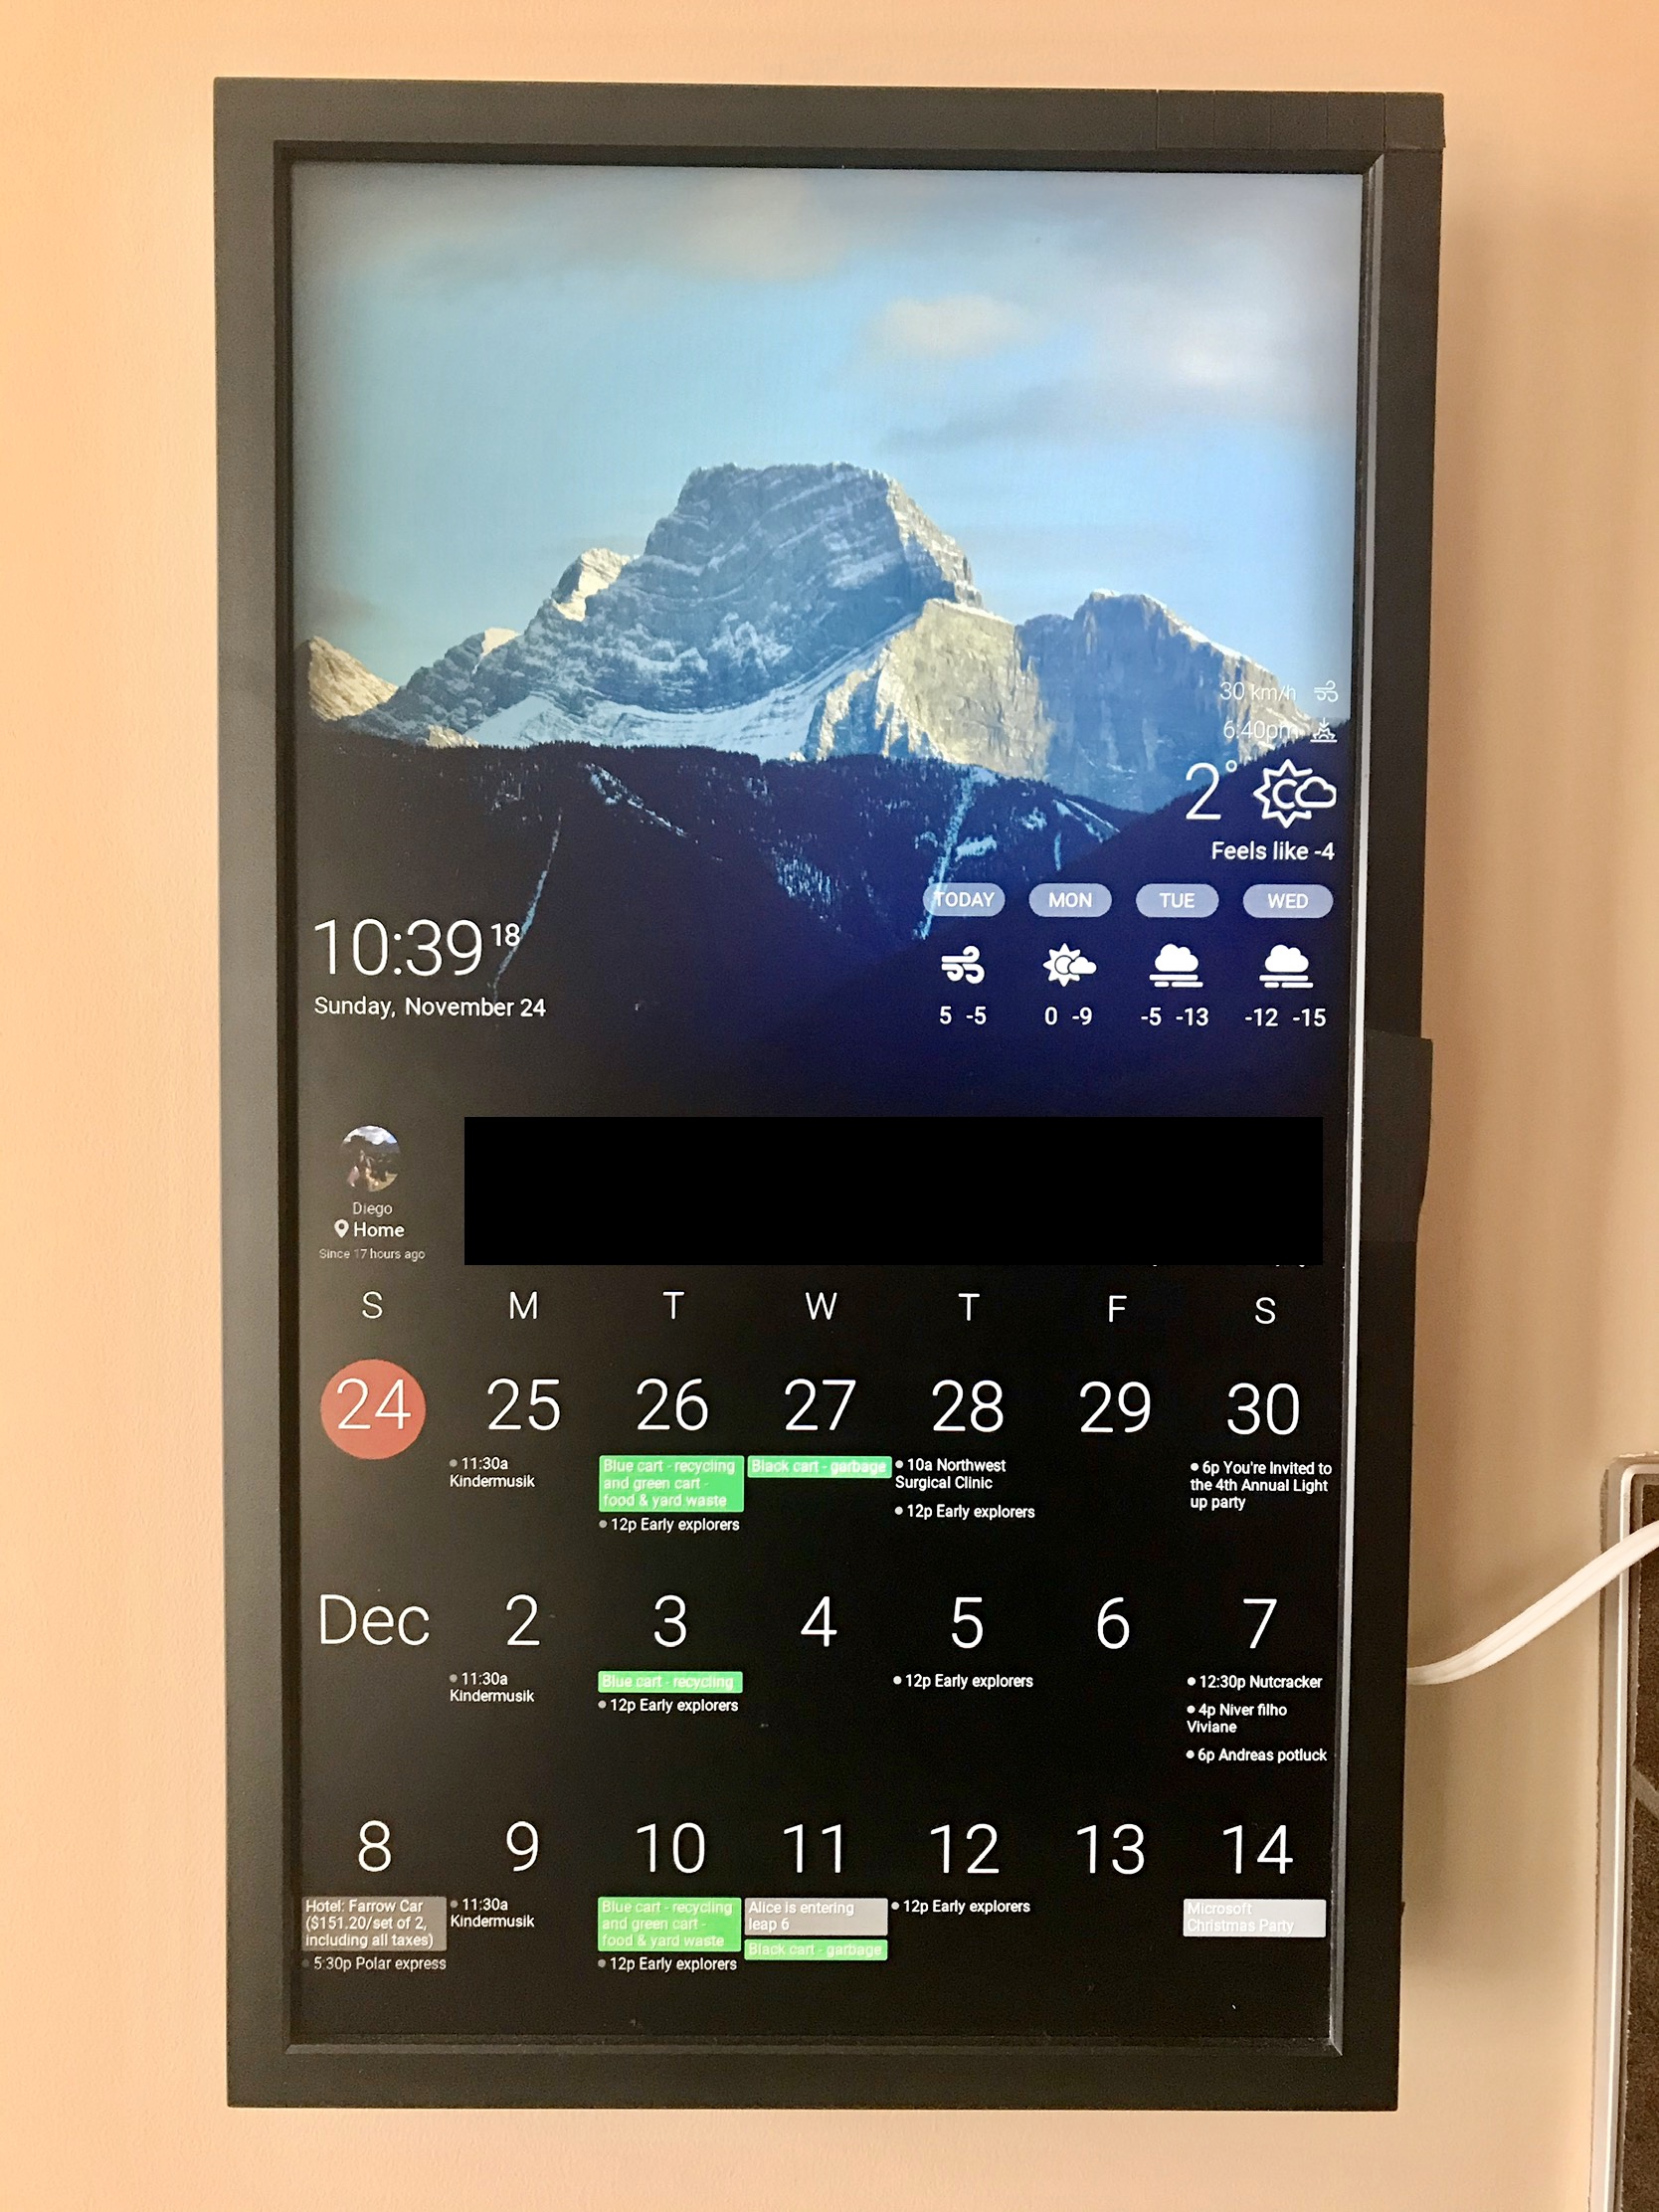 30 km/h
6:40pm
2°
Feels like -4
TODAY MON TUE WED
5 -5 0 -9 -5 -13 -12 -15
10:39 18
Sunday, November 24
Diego
Home
Since 17 hours ago
S M T W T F S
24 25 26 27 28 29 30
11:30a
Kindermusik
Blue cart - recycling
and green cart -
food & yard waste
12p Early explorers
Black cart - garbage
10a Northwest
Surgical Clinic
12p Early explorers
6p You're Invited to
the 4th Annual Light
up party
Dec 2 3 4 5 6 7
11:30a
Kindermusik
Blue cart - recycling
12p Early explorers
12p Early explorers
12:30p Nutcracker
4p Niver filho
Viviane
6p Andreas potluck
8 9 10 11 12 13 14
Hotel: Farrow Car
($151.20/set of 2,
including all taxes)
5:30p Polar express
11:30a
Kindermusik
Blue cart - recycling
and green cart -
food & yard waste
12p Early explorers
Alice is entering
leap 6
Black cart - garbage
12p Early explorers
Microsoft
Christmas Party